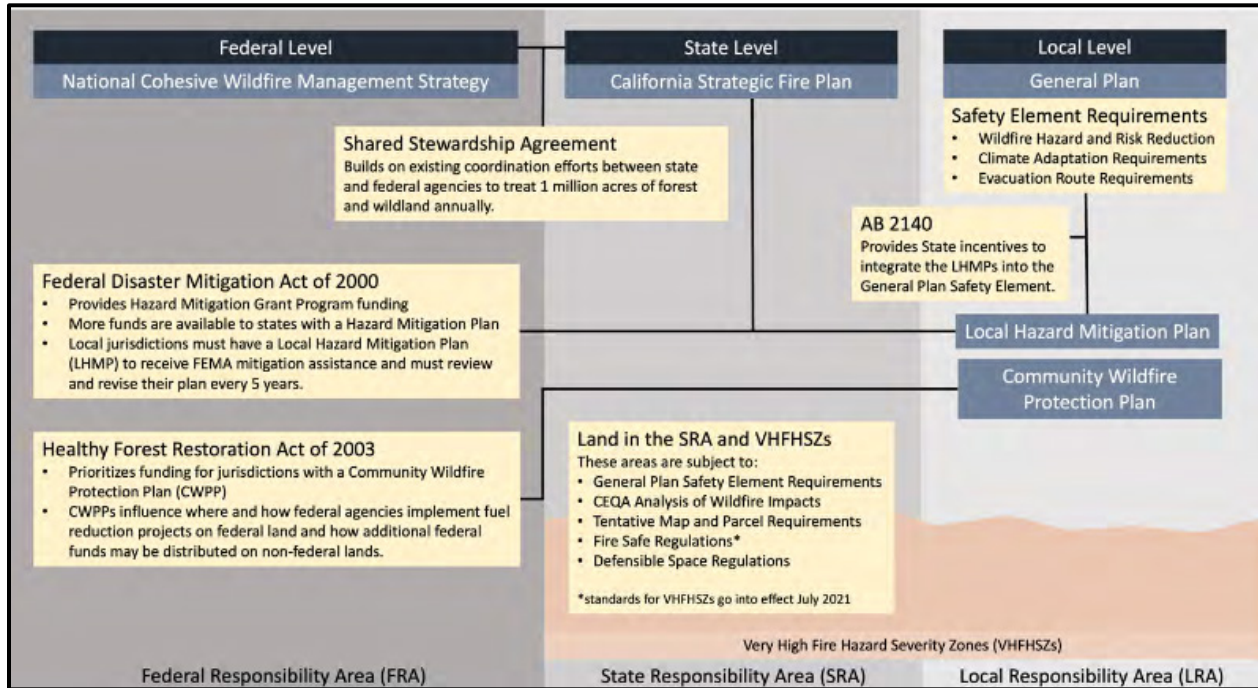 Federal Level
National Cohesive Wildfire Management Strategy
State Level
California Strategic Fire Plan
Local Level
General Plan
Safety Element Requirements
• Wildfire Hazard and Risk Reduction
• Climate Adaptation Requirements
• Evacuation Route Requirements
Shared Stewardship Agreement
Builds on existing coordination efforts between state
and federal agencies to treat 1 million acres of forest
and wildland annually.
AB 2140
Provides State incentives to
integrate the LHMPs into the
General Plan Safety Element.
Federal Disaster Mitigation Act of 2000
• Provides Hazard Mitigation Grant Program funding
• More funds are available to states with a Hazard Mitigation Plan
• Local jurisdictions must have a Local Hazard Mitigation Plan
(LHMP) to receive FEMA mitigation assistance and must review
and revise their plan every 5 years.
Local Hazard Mitigation Plan
Community Wildfire
Protection Plan
Healthy Forest Restoration Act of 2003
• Prioritizes funding for jurisdictions with a Community Wildfire
Protection Plan (CWPP)
• CWPPs influence where and how federal agencies implement fuel
reduction projects on federal land and how additional federal
funds may be distributed on non-federal lands.
Land in the SRA and VHFHSZs
These areas are subject to:
• General Plan Safety Element Requirements
• CEQA Analysis of Wildfire Impacts
• Tentative Map and Parcel Requirements
• Fire Safe Regulations*
• Defensible Space Regulations
*standards for VHFHSZs go into effect July 2021
Very High Fire Hazard Severity Zones (VHFHSZs)
Federal Responsibility Area (FRA)
State Responsibility Area (SRA)
Local Responsibility Area (LRA)